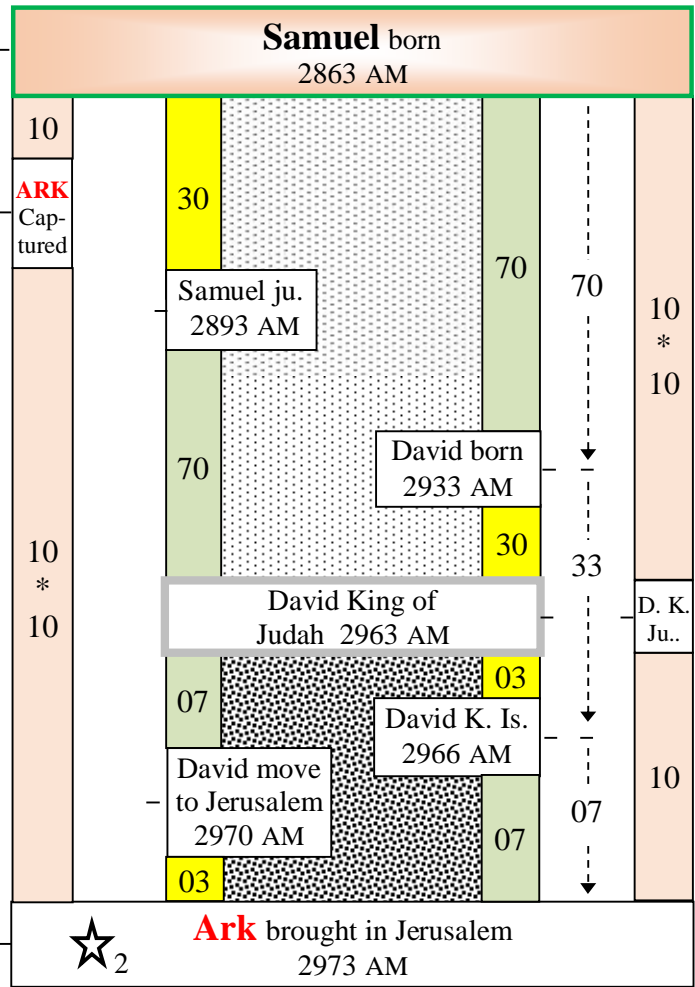 Samuel born
2863 AM
10
ARK
Cap-
tured
30
70
70
10
*
10
Samuel ju.
2893 AM
David born
2933 AM
70
30
33
10
*
10
David King of
Judah 2963 AM
D. K.
Ju..
07
03
David K. Is.
2966 AM
David move
to Jerusalem
2970 AM
10
07
07
03
Ark brought in Jerusalem
2973 AM
2